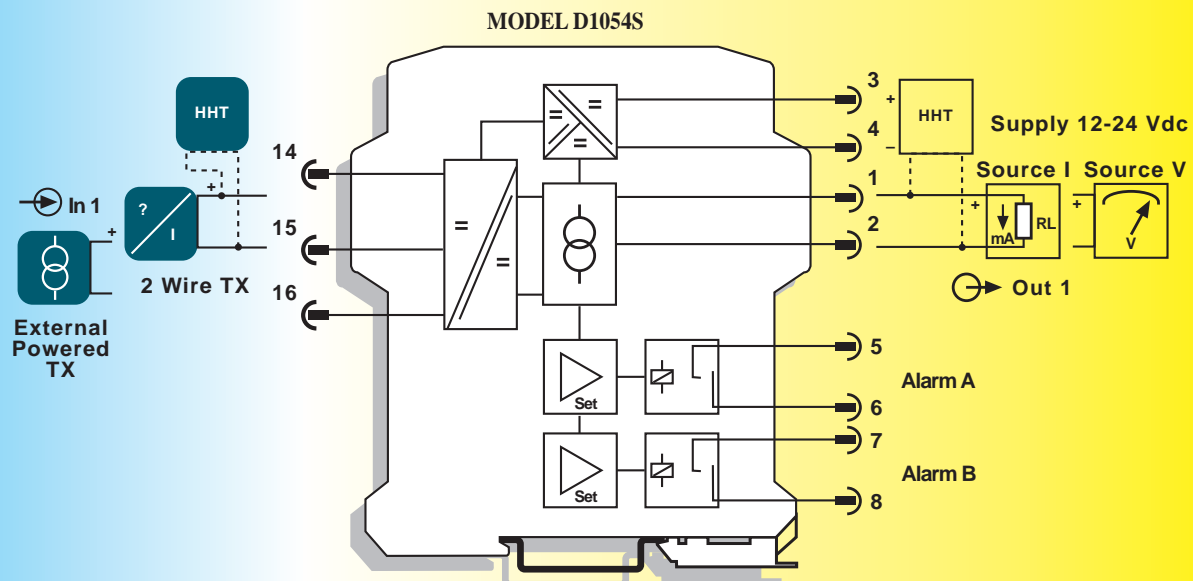 MODEL D1054S
HHT
14
+
In 1
?
I
+
15
2 Wire TX
16
External
Powered
TX
=
=
=
=
=
Set
Set
3
+
4
–
HHT
Supply 12-24 Vdc
1
Source I
Source V
+
mA
RL
+
V
2
Out 1
5
Alarm A
6
7
Alarm B
8